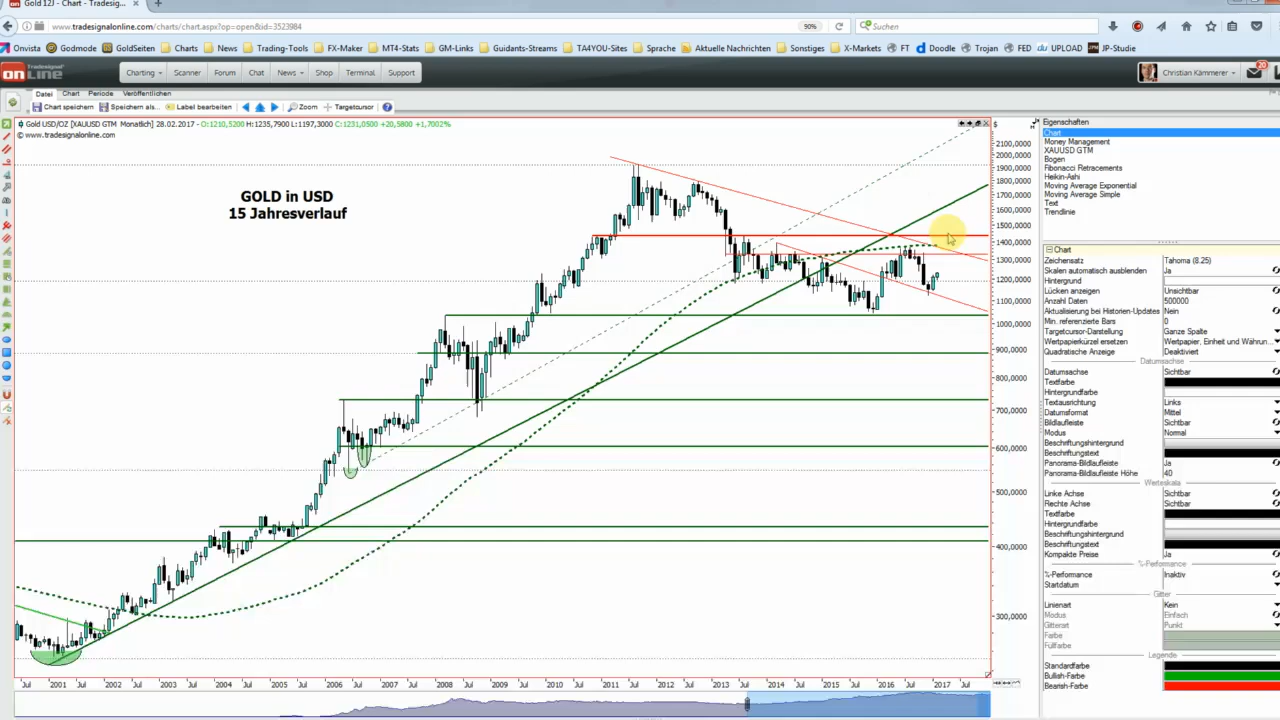 Gold 12J - Chart - Tradesig...
www.tradesignalonline.com/charts/chart.aspx?op=open&id=3523984
90%
Suchen
Onvista Godmode GoldSeiten Charts News Trading-Tools FX-Maker MT4-Stats GM-Links Guidants-Streams TA4YOU-Sites Sprache Aktuelle Nachrichten Sonstiges X-Markets FT Doodle Trojan FED UPLOAD JP-Studie
Tradesignal
onLine
Charting Scanner Forum Chat News Shop Terminal Support
Christian Kämmerer
20
Datei Chart Periode Veröffentlichen
Chart speichern Speichern als... Label bearbeiten Zoom Targetcursor
Gold USD/OZ [XAUUSD GTM Monatlich] 28.02.2017 - O:1210,5200 H:1235,7900 L:1197,3000 C:1231,0500 +20,5800 +1,7002%
© www.tradesignalonline.com
GOLD in USD
15 Jahresverlauf
$
2100,0000
2000,0000
1800,0000
1600,0000
1500,0000
1400,0000
1300,0000
1200,0000
1100,0000
1000,0000
900,0000
800,0000
700,0000
600,0000
500,0000
400,0000
300,0000
Jul 2001 Jul 2002 Jul 2003 Jul 2004 Jul 2005 Jul 2006 Jul 2007 Jul 2008 Jul 2009 Jul 2010 Jul 2011 Jul 2012 Jul 2013 Jul 2014 Jul 2015 Jul 2016 Jul 2017 Jul
Eigenschaften
Chart
Money Management
XAUUSD GTM
Bogen
Fibonacci Retracements
Heikin-Ashi
Moving Average Exponential
Moving Average Simple
Text
Trendlinie
Chart
Zeichensatz Tahoma (8.25)
Skalen automatisch ausblenden Ja
Hintergrund
Lücken anzeigen Unsichtbar
Anzahl Daten 500000
Aktualisierung bei Historien-Updates Nein
Min. referenzierte Bars 0
Targetcursor-Darstellung Ganze Spalte
Wertpapierkürzel ersetzen Wertpapier, Einheit und Währun...
Quadratische Anzeige Deaktiviert
Datumsachse
Datumsachse Sichtbar
Textfarbe
Hintergrundfarbe
Textausrichtung Links
Datumsformat Mittel
Bildlaufleiste Sichtbar
Modus Normal
Beschriftungshintergrund
Beschriftungstext
Panorama-Bildlaufleiste Ja
Panorama-Bildlaufleiste Höhe 40
Werteskala
Linke Achse Sichtbar
Rechte Achse Sichtbar
Textfarbe
Hintergrundfarbe
Beschriftungshintergrund
Beschriftungstext
Kompakte Preise Ja
%-Performance
%-Performance Inaktiv
Startdatum
Gitter
Linienart Kein
Modus Einfach
Gitterart Punkt
Farbe
Füllfarbe
Legende
Standardfarbe
Bullish-Farbe
Bearish-Farbe